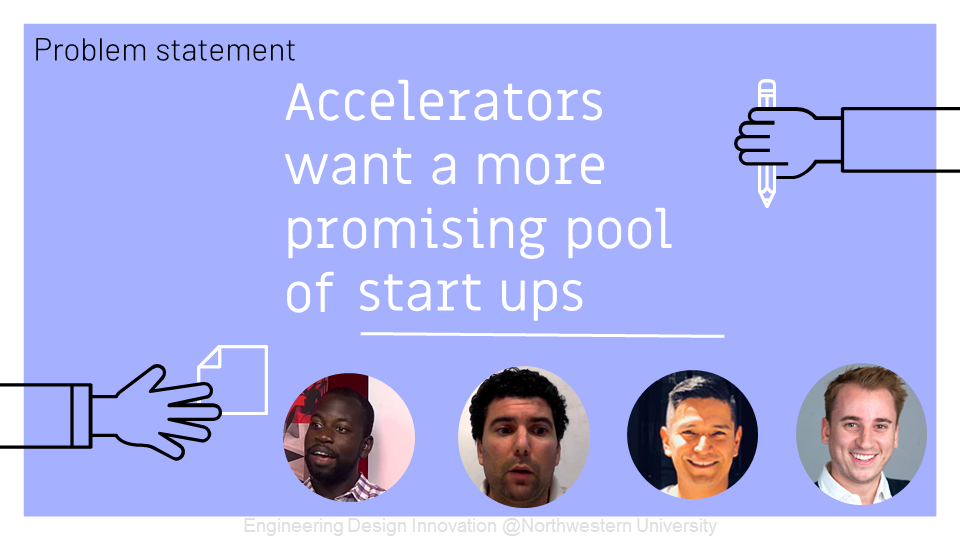 Problem statement
Accelerators
want a more
promising pool
of start ups
Engineering Design Innovation @Northwestern University